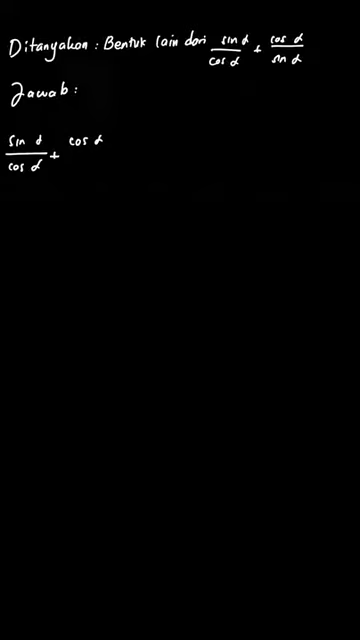 Ditanyakan : Bentuk lain dari sin α / cos α + cos α / sin α
Jawab :
sin α / cos α + cos α